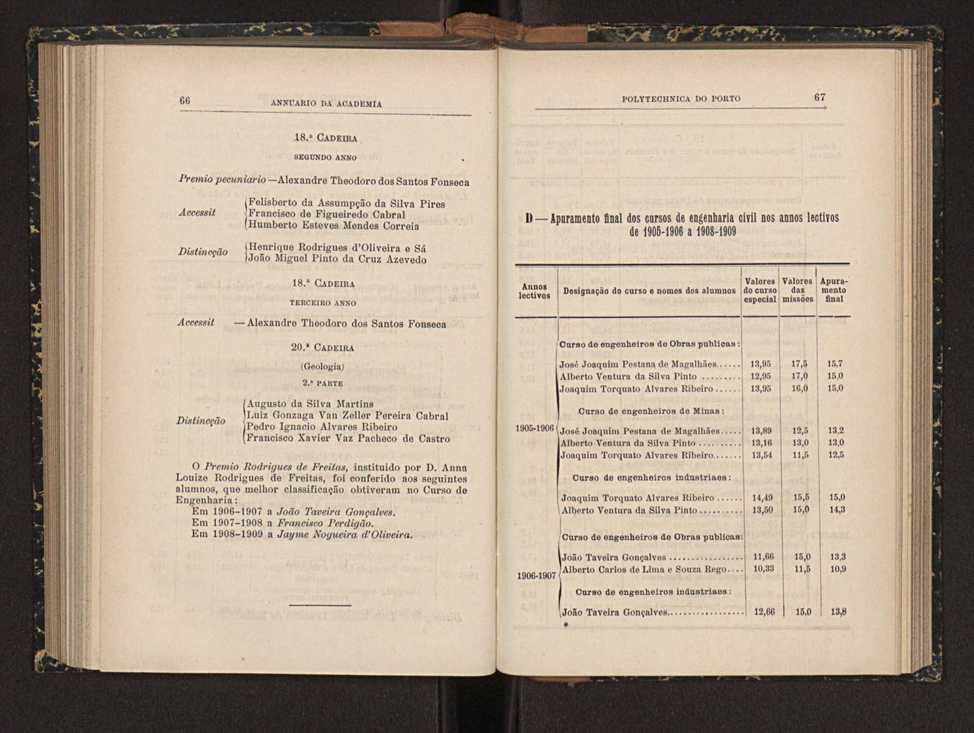 66 ANNUARIO DA ACADEMIA
18.ª CADEIRA
SEGUNDO ANNO
Premio pecuniario —Alexandre Theodoro dos Santos Fonseca
Felisberto da Assumpção da Silva Pires
Accessit Francisco de Figueiredo Cabral
Humberto Esteves Mendes Correia
Distincção Henrique Rodrigues d'Oliveira e Sá
João Miguel Pinto da Cruz Azevedo
18.ª CADEIRA
TERCEIRO ANNO
Accessit —Alexandre Theodoro dos Santos Fonseca
20.ª CADEIRA
(Geologia)
2.ª PARTE
Augusto da Silva Martins
Distincção Luiz Gonzaga Van Zeller Pereira Cabral
Pedro Ignacio Alvares Ribeiro
Francisco Xavier Vaz Pacheco de Castro
O Premio Rodrigues de Freitas, instituido por D. Anna
Louize Rodrigues de Freitas, foi conferido aos seguintes
alumnos, que melhor classificação obtiveram no Curso de
Engenharia:
Em 1906-1907 a João Taveira Gonçalves.
Em 1907-1908 a Francisco Perdigão.
Em 1908-1909 a Jayme Nogueira d'Oliveira.
POLYTECHNICA DO PORTO 67
D — Apuramento final dos cursos de engenharia civil nos annos lectivos
de 1905-1906 a 1908-1909
Annos lectivos Designação do curso e nomes dos alumnos Valores do curso especial Valores das missões Apuramento final
Curso de engenheiros de Obras publicas:
José Joaquim Pestana de Magalhães..... 13,95 17,5 15,7
Alberto Ventura da Silva Pinto ......... 12,95 17,0 15,0
Joaquim Torquato Alvares Ribeiro...... 13,95 16,0 15,0
Curso de engenheiros de Minas:
1905-1906 José Joaquim Pestana de Magalhães..... 13,89 12,5 13,2
Alberto Ventura da Silva Pinto ......... 13,16 13,0 13,0
Joaquim Torquato Alvares Ribeiro...... 13,54 11,5 12,5
Curso de engenheiros industriaes:
Joaquim Torquato Alvares Ribeiro ...... 14,49 15,5 15,0
Alberto Ventura da Silva Pinto.......... 13,50 15,0 14,3
Curso de engenheiros de Obras publicas:
João Taveira Gonçalves ................. 11,66 15,0 13,3
1906-1907 Alberto Carlos de Lima e Souza Rego.... 10,33 11,5 10,9
Curso de engenheiros industriaes:
João Taveira Gonçalves.................. 12,66 15.0 13,8
*